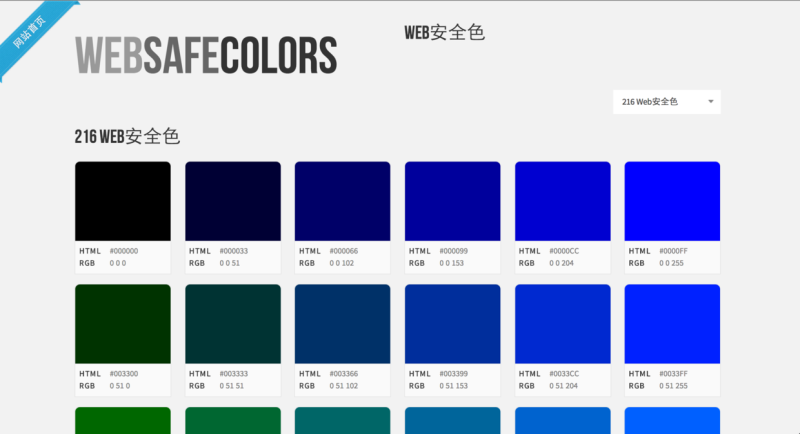 网站首页
WEBSAFECOLORS
WEB安全色
216 Web安全色
216 WEB安全色
HTML #000000
RGB 0 0 0
HTML #000033
RGB 0 0 51
HTML #000066
RGB 0 0 102
HTML #000099
RGB 0 0 153
HTML #0000CC
RGB 0 0 204
HTML #0000FF
RGB 0 0 255
HTML #003300
RGB 0 51 0
HTML #003333
RGB 0 51 51
HTML #003366
RGB 0 51 102
HTML #003399
RGB 0 51 153
HTML #0033CC
RGB 0 51 204
HTML #0033FF
RGB 0 51 255